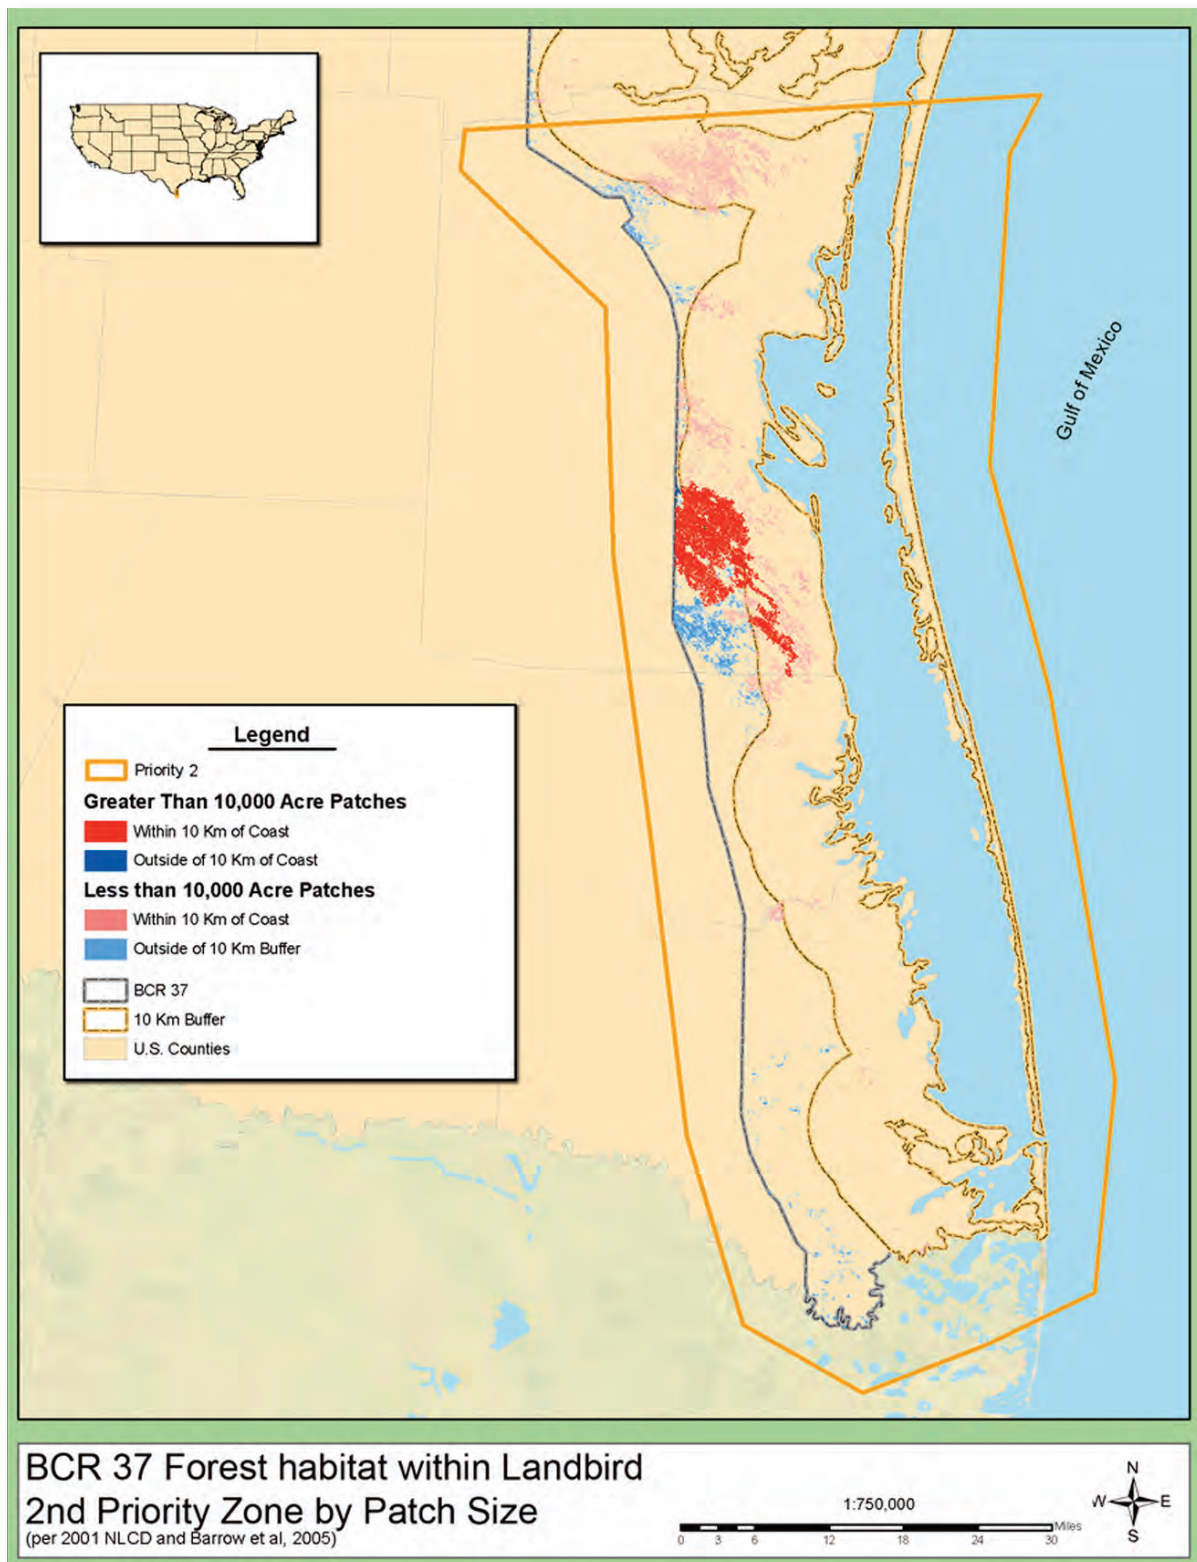 Gulf of Mexico
Legend
Priority 2
Greater Than 10,000 Acre Patches
Within 10 Km of Coast
Outside of 10 Km of Coast
Less than 10,000 Acre Patches
Within 10 Km of Coast
Outside of 10 Km Buffer
BCR 37
10 Km Buffer
U.S. Counties
BCR 37 Forest habitat within Landbird
2nd Priority Zone by Patch Size
(per 2001 NLCD and Barrow et al, 2005)
1:750,000
Miles
0 3 6 12 18 24 30
N
W E
S